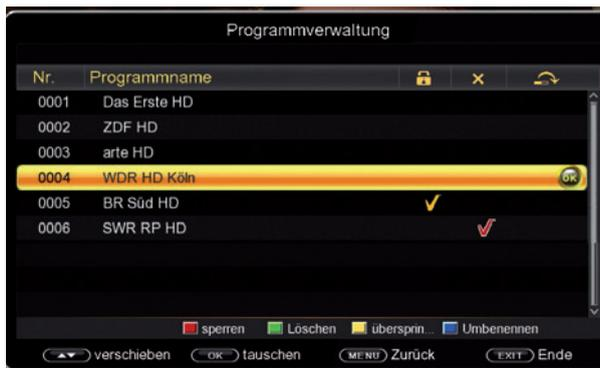 Programmverwaltung
Nr. Programmname
0001 Das Erste HD
0002 ZDF HD
0003 arte HD
0004 WDR HD Köln OK
0005 BR Süd HD
0006 SWR RP HD
sperren Löschen übersprin... Umbenennen
verschieben OK tauschen MENU Zurück EXIT Ende